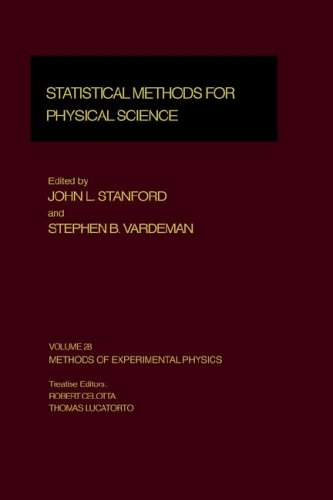 STATISTICAL METHODS FOR
PHYSICAL SCIENCE
Edited by
JOHN L. STANFORD
and
STEPHEN B. VARDEMAN
VOLUME 28
METHODS OF EXPERIMENTAL PHYSICS
Treatise Editors:
ROBERT CELOTTA
THOMAS LUCATORTO